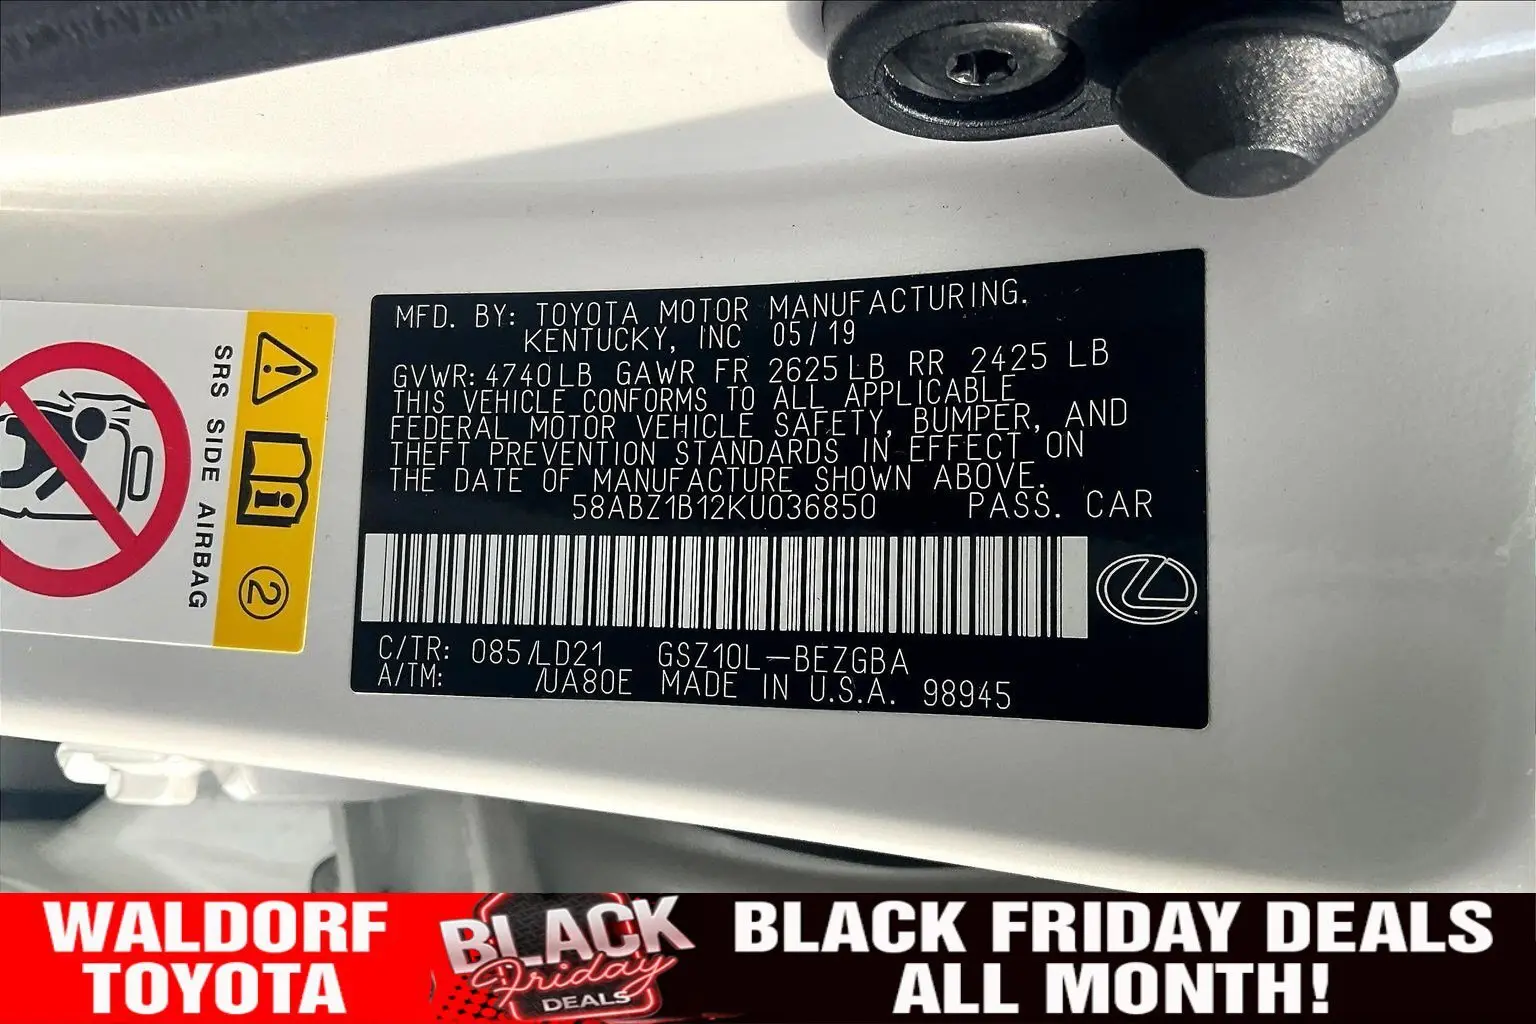 MFD. BY: TOYOTA MOTOR MANUFACTURING.
KENTUCKY, INC 05/19
GVWR: 4740LB GAWR FR 2625LB RR 2425 LB
THIS VEHICLE CONFORMS TO ALL APPLICABLE
FEDERAL MOTOR VEHICLE SAFETY, BUMPER, AND
THEFT PREVENTION STANDARDS IN EFFECT ON
THE DATE OF MANUFACTURE SHOWN ABOVE.
58ABZ1B12KU036850 PASS. CAR
C/TR: 085/LD21 GSZ10L-BEZGBA
A/TM: /UA80E MADE IN U.S.A. 98945
SRS SIDE AIRBAG
2
WALDORF
TOYOTA
BLACK
Friday
DEALS
BLACK FRIDAY DEALS
ALL MONTH!